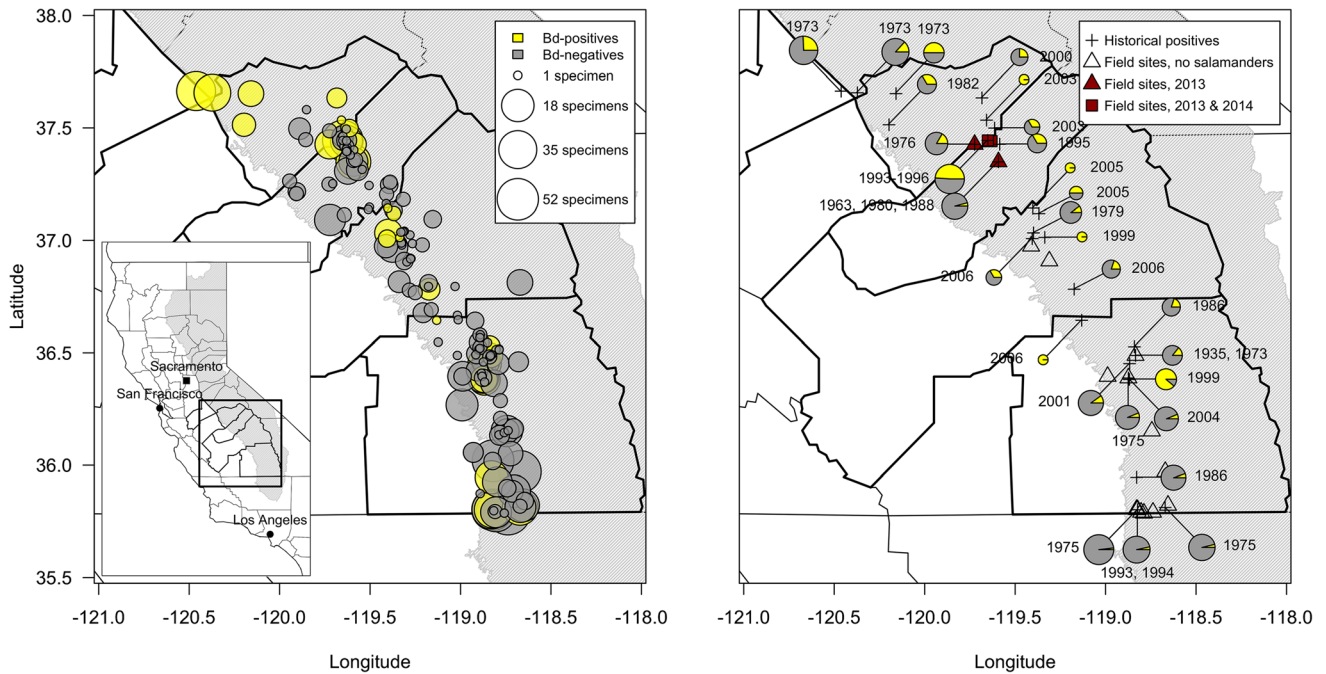 Bd-positives
Bd-negatives
1 specimen
18 specimens
35 specimens
52 specimens
Sacramento
San Francisco
Los Angeles
38.0
37.5
37.0
36.5
36.0
35.5
Latitude
-121.0
-120.5
-120.0
-119.5
-119.0
-118.5
-118.0
Longitude
Historical positives
Field sites, no salamanders
Field sites, 2013
Field sites, 2013 & 2014
1973
1973
1973
2000
2003
1982
2003
1976
1995
1993-1996
2005
2005
1963, 1980, 1988
1979
1999
2006
2006
1986
2006
1935, 1973
1999
2001
2004
1975
1986
1975
1975
1993, 1994
-121.0
-120.5
-120.0
-119.5
-119.0
-118.5
-118.0
Longitude